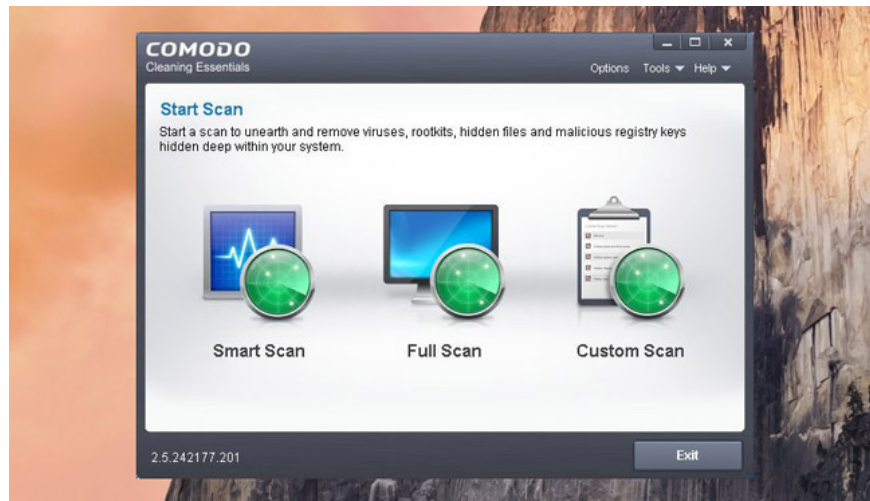 COMODO
Cleaning Essentials
Options Tools Help
Start Scan
Start a scan to unearth and remove viruses, rootkits, hidden files and malicious registry keys
hidden deep within your system.
Smart Scan
Full Scan
Custom Scan
2.5.242177.201
Exit